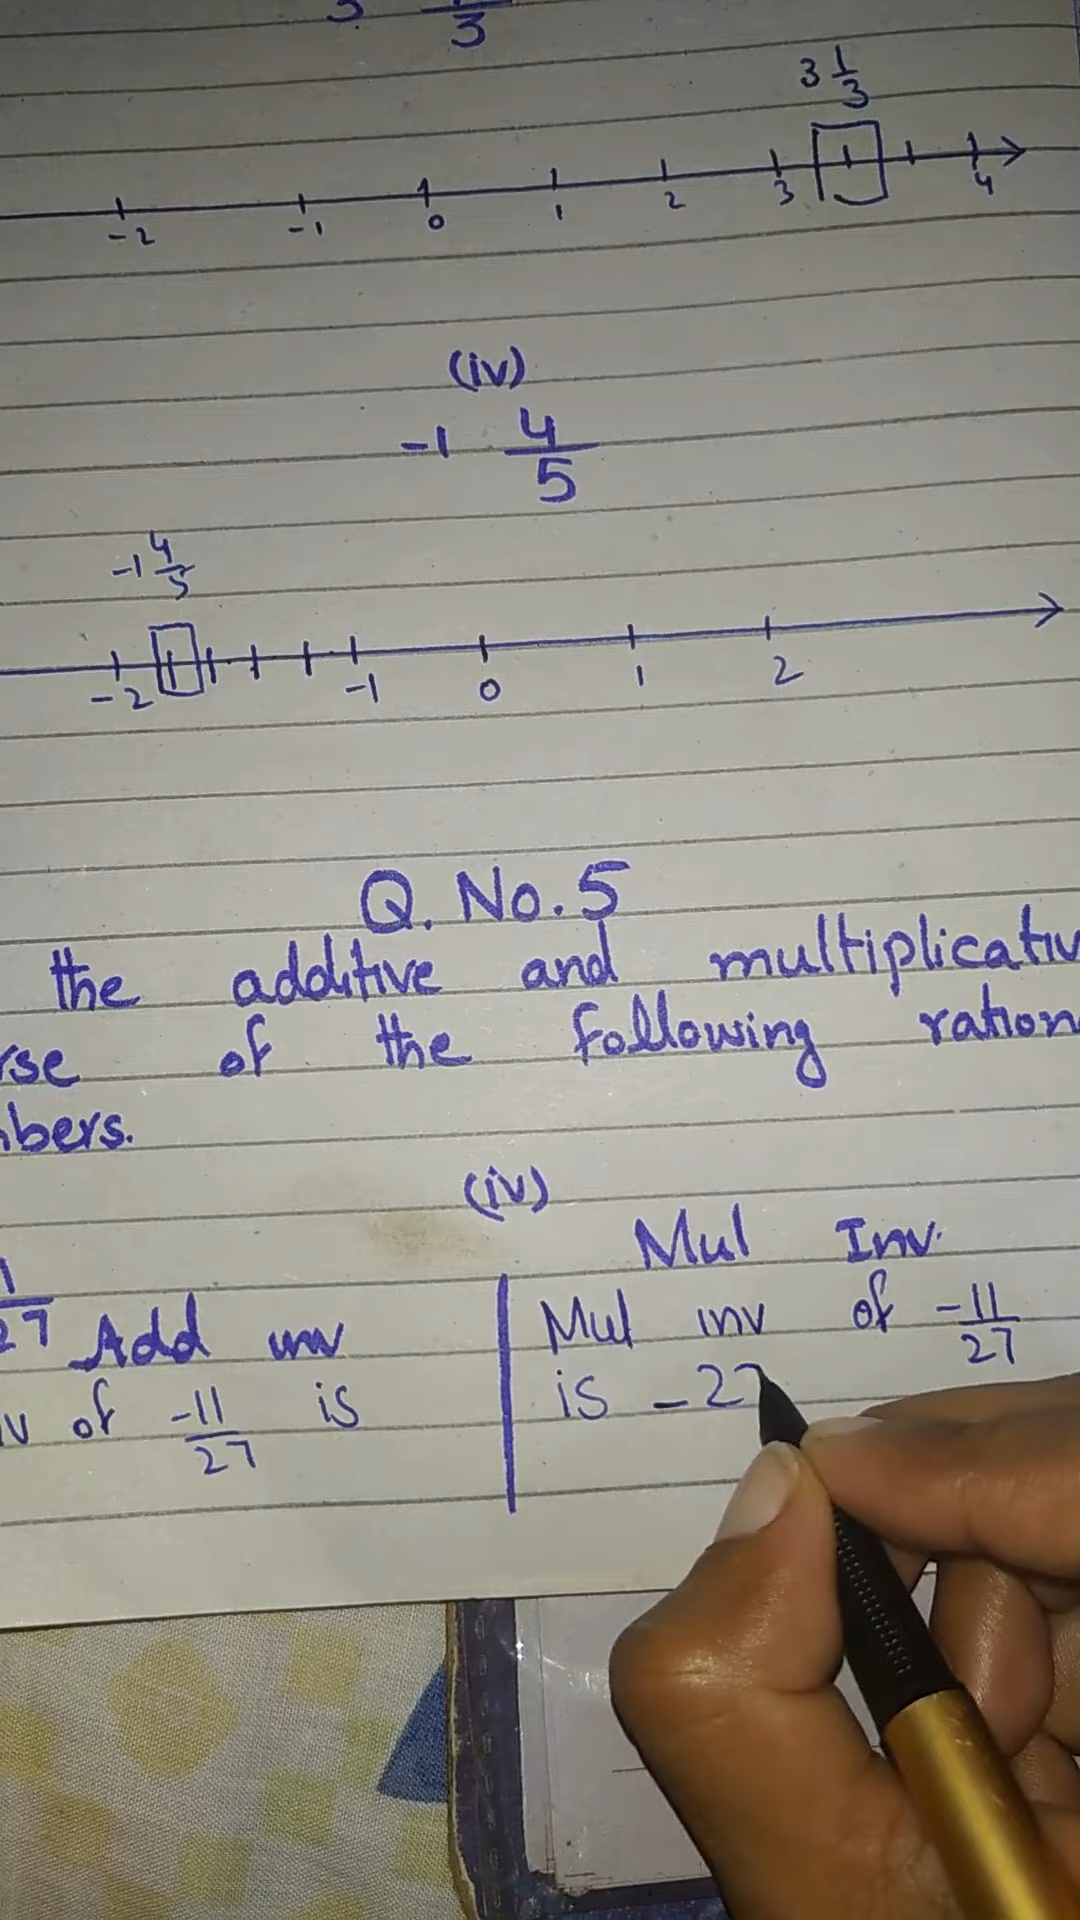 3
3 1/3
-2 -1 0 1 2 3 4
(iv)
-1 4/5
-1 4/5
-2 -1 0 1 2
Q. No. 5
the additive and multiplicativ
rse of the following ration
bers.
(iv)
Mul Inv.
27 Add inv
Mul inv of -11/27
of -11/27 is
is -27